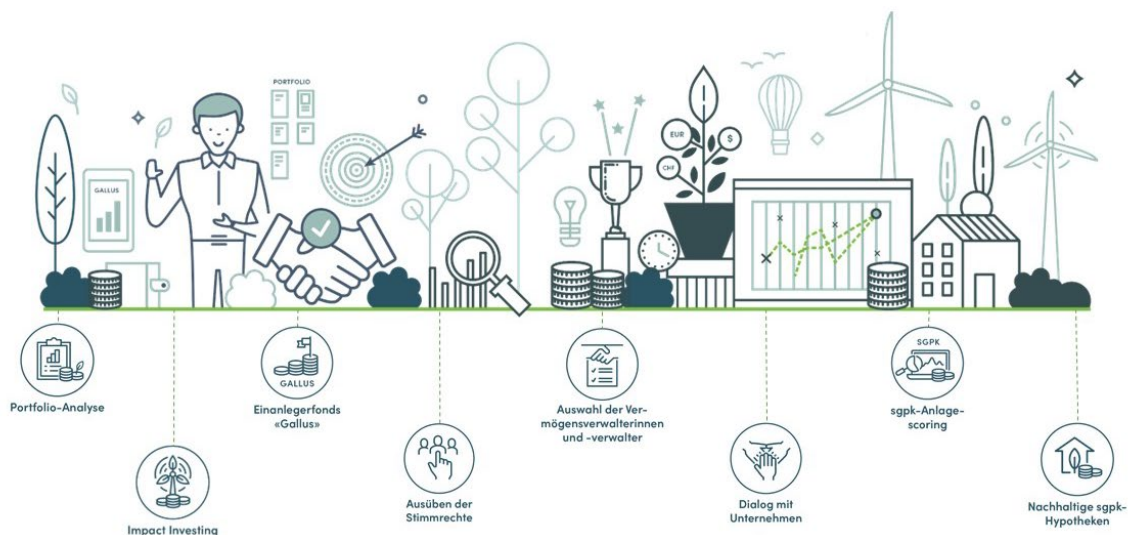 PORTFOLIO
GALLUS
EUR
$
CHF
Portfolio-Analyse
Impact Investing
GALLUS
Einanlegerfonds
«Gallus»
Ausüben der
Stimmrechte
Auswahl der Ver-
mögensverwalterinnen
und -verwalter
Dialog mit
Unternehmen
SGPK
sgpk-Anlage-
scoring
Nachhaltige sgpk-
Hypotheken